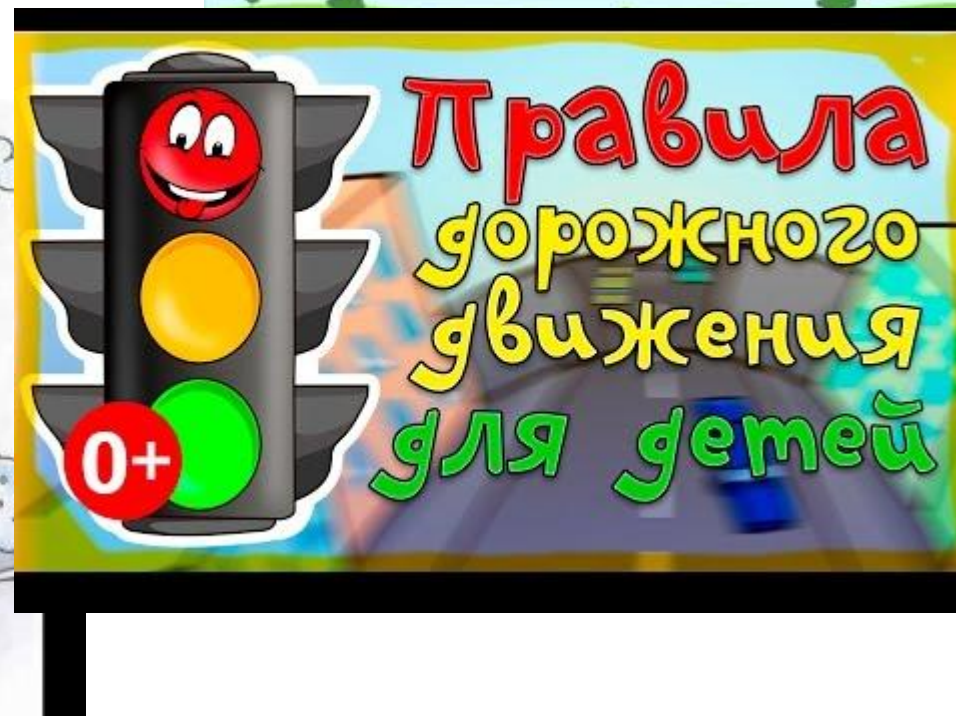 Правила
дорожного
движения
для детей
0+